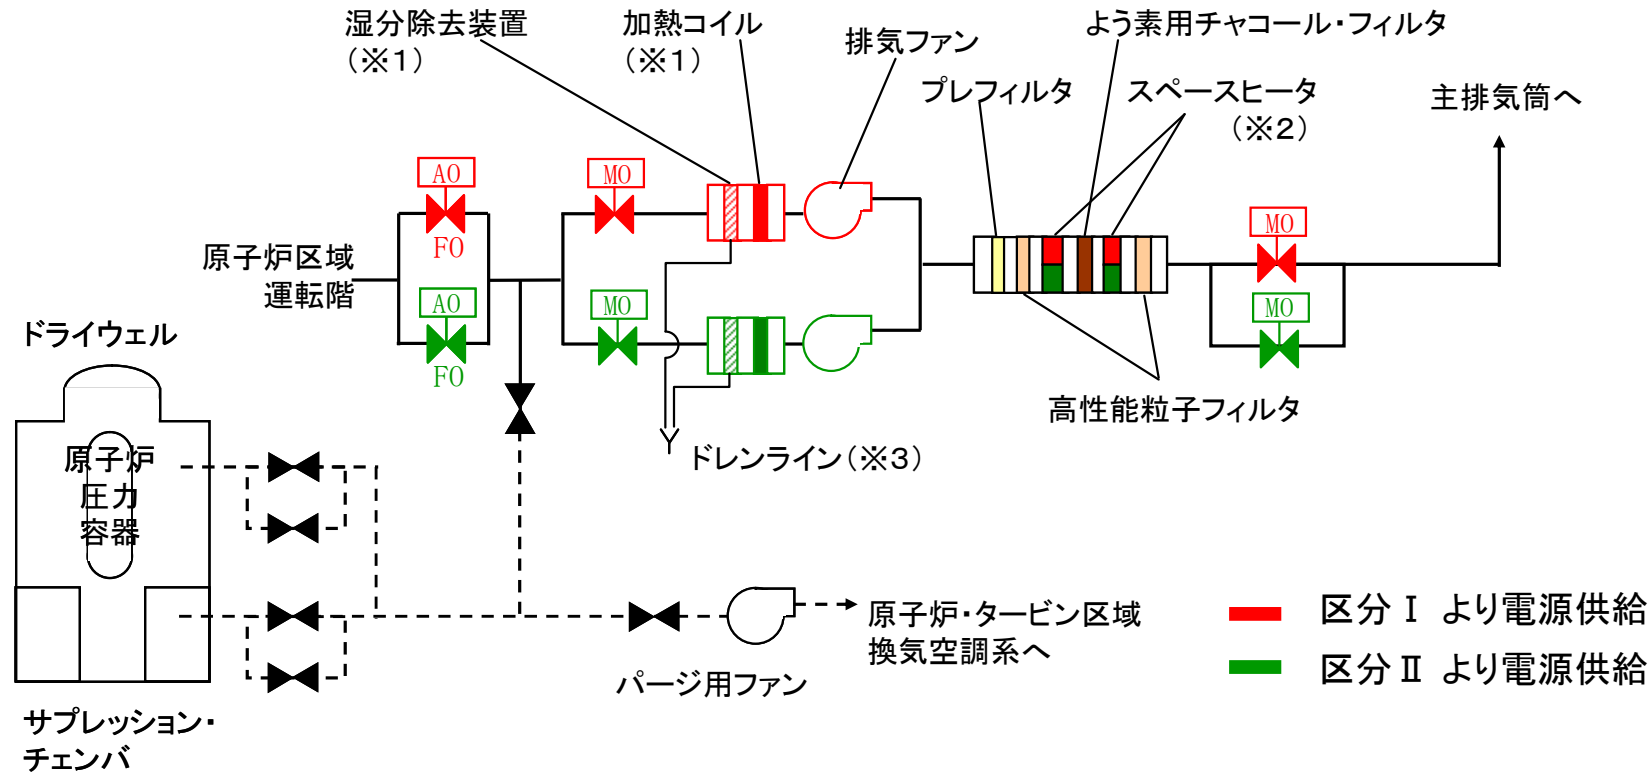 湿分除去装置
（※１）
加熱コイル
（※１）
排気ファン
よう素用チャコール・フィルタ
プレフィルタ
スペースヒータ
（※２）
主排気筒へ
AO
FO
MO
MO
原子炉区域
運転階
AO
FO
MO
MO
ドライウェル
高性能粒子フィルタ
ドレンライン（※３）
原子炉
圧力
容器
原子炉・タービン区域
換気空調系へ
パージ用ファン
区分Ⅰ より電源供給
区分Ⅱ より電源供給
サプレッション・
チェンバ